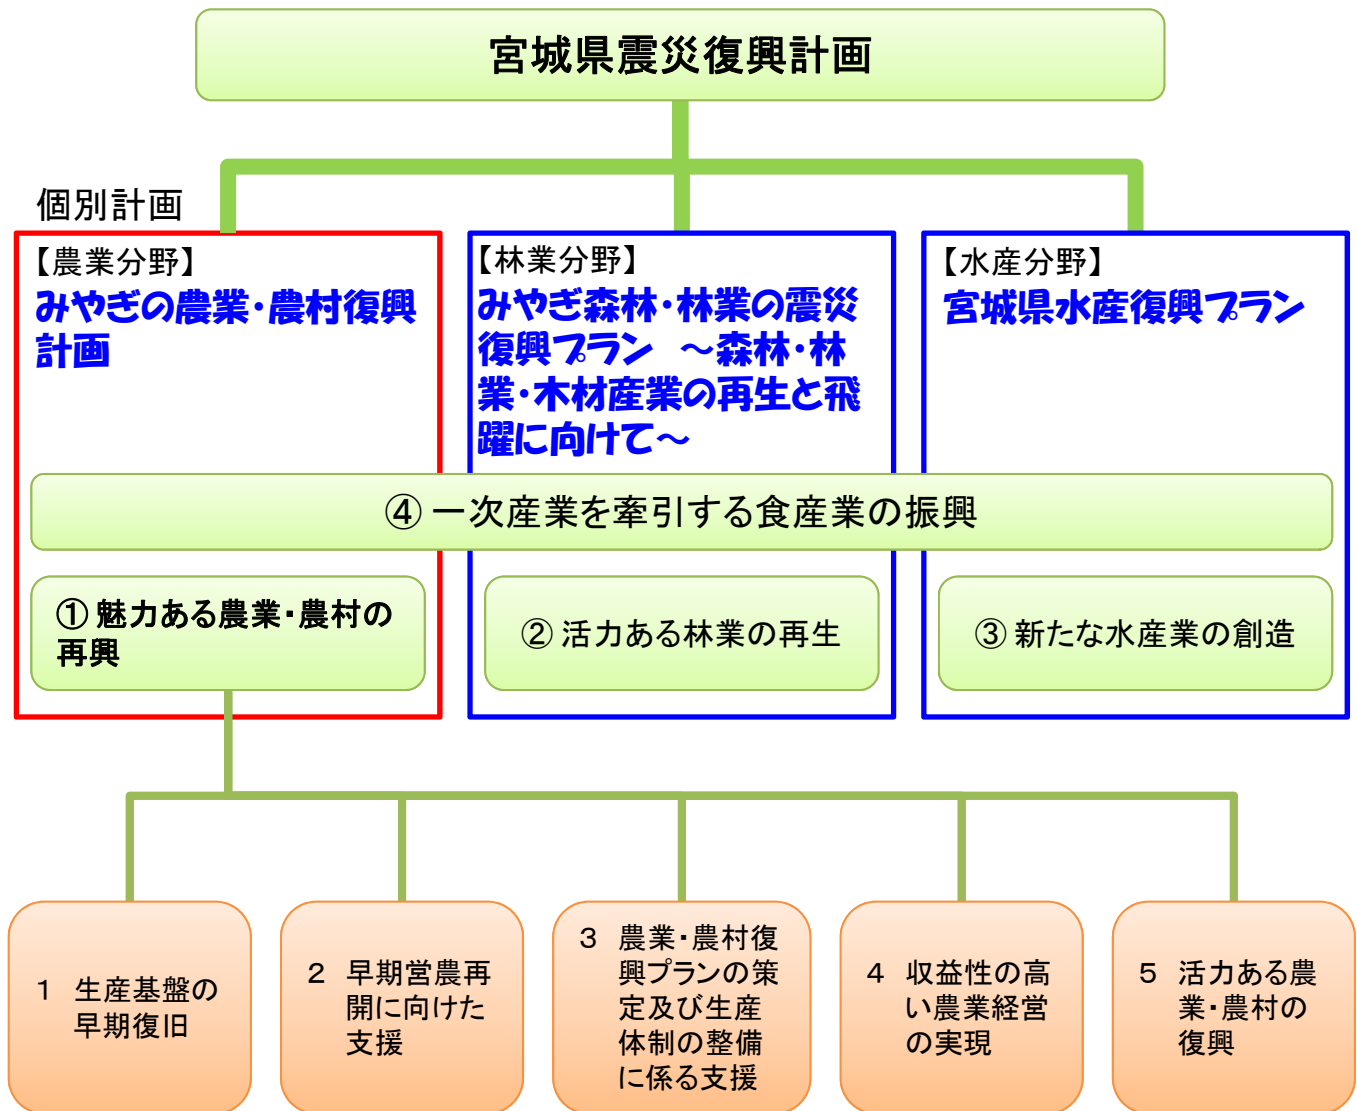 宮城県震災復興計画
個別計画
【農業分野】
みやぎの農業・農村復興
計画
【林業分野】
みやぎ森林・林業の震災
復興プラン ～森林・林
業・木材産業の再生と飛
躍に向けて～
【水産分野】
宮城県水産復興プラン
④ 一次産業を牽引する食産業の振興
① 魅力ある農業・農村の
再興
② 活力ある林業の再生
③ 新たな水産業の創造
１ 生産基盤の
早期復旧
２ 早期営農再
開に向けた
支援
３ 農業・農村復
興プランの策
定及び生産
体制の整備
に係る支援
４ 収益性の高
い農業経営
の実現
５ 活力ある農
業・農村の
復興